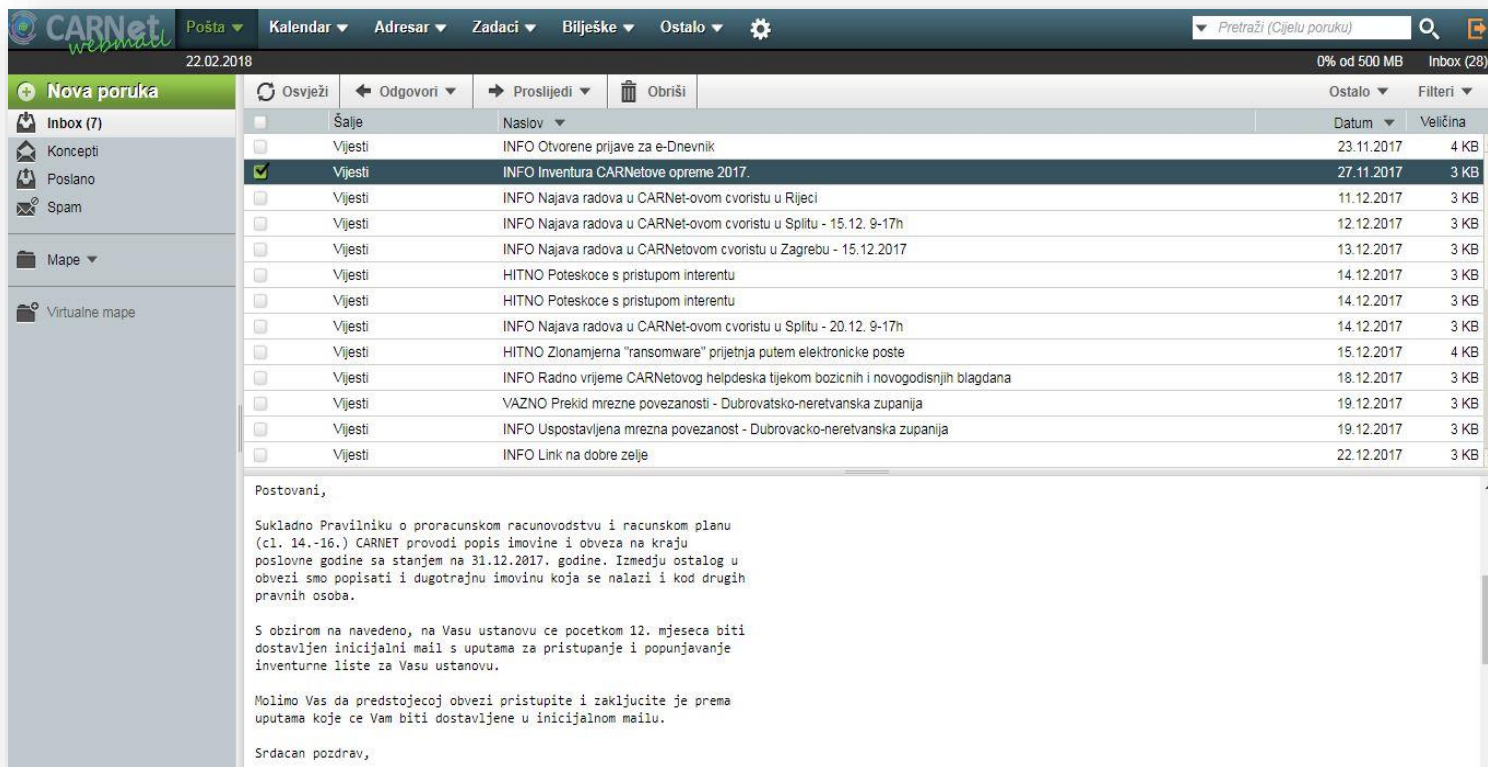 CARNet Pošta Kalendar Adresar Zadaci Bilješke Ostalo Pretraži (Cijelu poruku)
webmail
22.02.2018 0% od 500 MB Inbox (28)
Nova poruka Osvježi Odgovori Proslijedi Obriši Ostalo Filteri
Inbox (7)
Koncepti
Poslano
Spam
Mape
Virtualne mape
Šalje Naslov Datum Veličina
Vijesti INFO Otvorene prijave za e-Dnevnik 23.11.2017 4 KB
Vijesti INFO Inventura CARNetove opreme 2017. 27.11.2017 3 KB
Vijesti INFO Najava radova u CARNet-ovom cvoristu u Rijeci 11.12.2017 3 KB
Vijesti INFO Najava radova u CARNet-ovom cvoristu u Splitu - 15.12. 9-17h 12.12.2017 3 KB
Vijesti INFO Najava radova u CARNetovom cvoristu u Zagrebu - 15.12.2017 13.12.2017 3 KB
Vijesti HITNO Poteskoce s pristupom interentu 14.12.2017 3 KB
Vijesti HITNO Poteskoce s pristupom interentu 14.12.2017 3 KB
Vijesti INFO Najava radova u CARNet-ovom cvoristu u Splitu - 20.12. 9-17h 14.12.2017 3 KB
Vijesti HITNO Zlonamjerna "ransomware" prijetnja putem elektronicke poste 15.12.2017 4 KB
Vijesti INFO Radno vrijeme CARNetovog helpdeska tijekom bozicnih i novogodisnjih blagdana 18.12.2017 3 KB
Vijesti VAZNO Prekid mrezne povezanosti - Dubrovatsko-neretvanska zupanija 19.12.2017 3 KB
Vijesti INFO Uspostavljena mrezna povezanost - Dubrovacko-neretvanska zupanija 19.12.2017 3 KB
Vijesti INFO Link na dobre zelje 22.12.2017 3 KB
Postovani,
Sukladno Pravilniku o proracunskom racunovodstvu i racunskom planu
(cl. 14.-16.) CARNET provodi popis imovine i obveza na kraju
poslovne godine sa stanjem na 31.12.2017. godine. Izmedju ostalog u
obvezi smo popisati i dugotrajnu imovinu koja se nalazi i kod drugih
pravnih osoba.
S obzirom na navedeno, na Vasu ustanovu ce pocetkom 12. mjeseca biti
dostavljen inicijalni mail s uputama za pristupanje i popunjavanje
inventurne liste za Vasu ustanovu.
Molimo Vas da predstojecoj obvezi pristupite i zakljucite je prema
uputama koje ce Vam biti dostavljene u inicijalnom mailu.
Srdacan pozdrav,